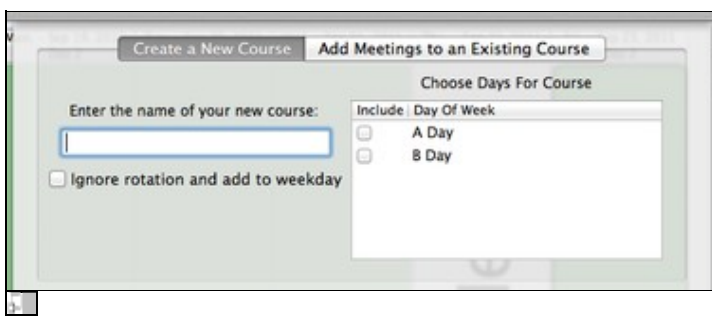 Create a New Course Add Meetings to an Existing Course
Choose Days For Course
Enter the name of your new course:
Include Day Of Week
A Day
B Day
Ignore rotation and add to weekday